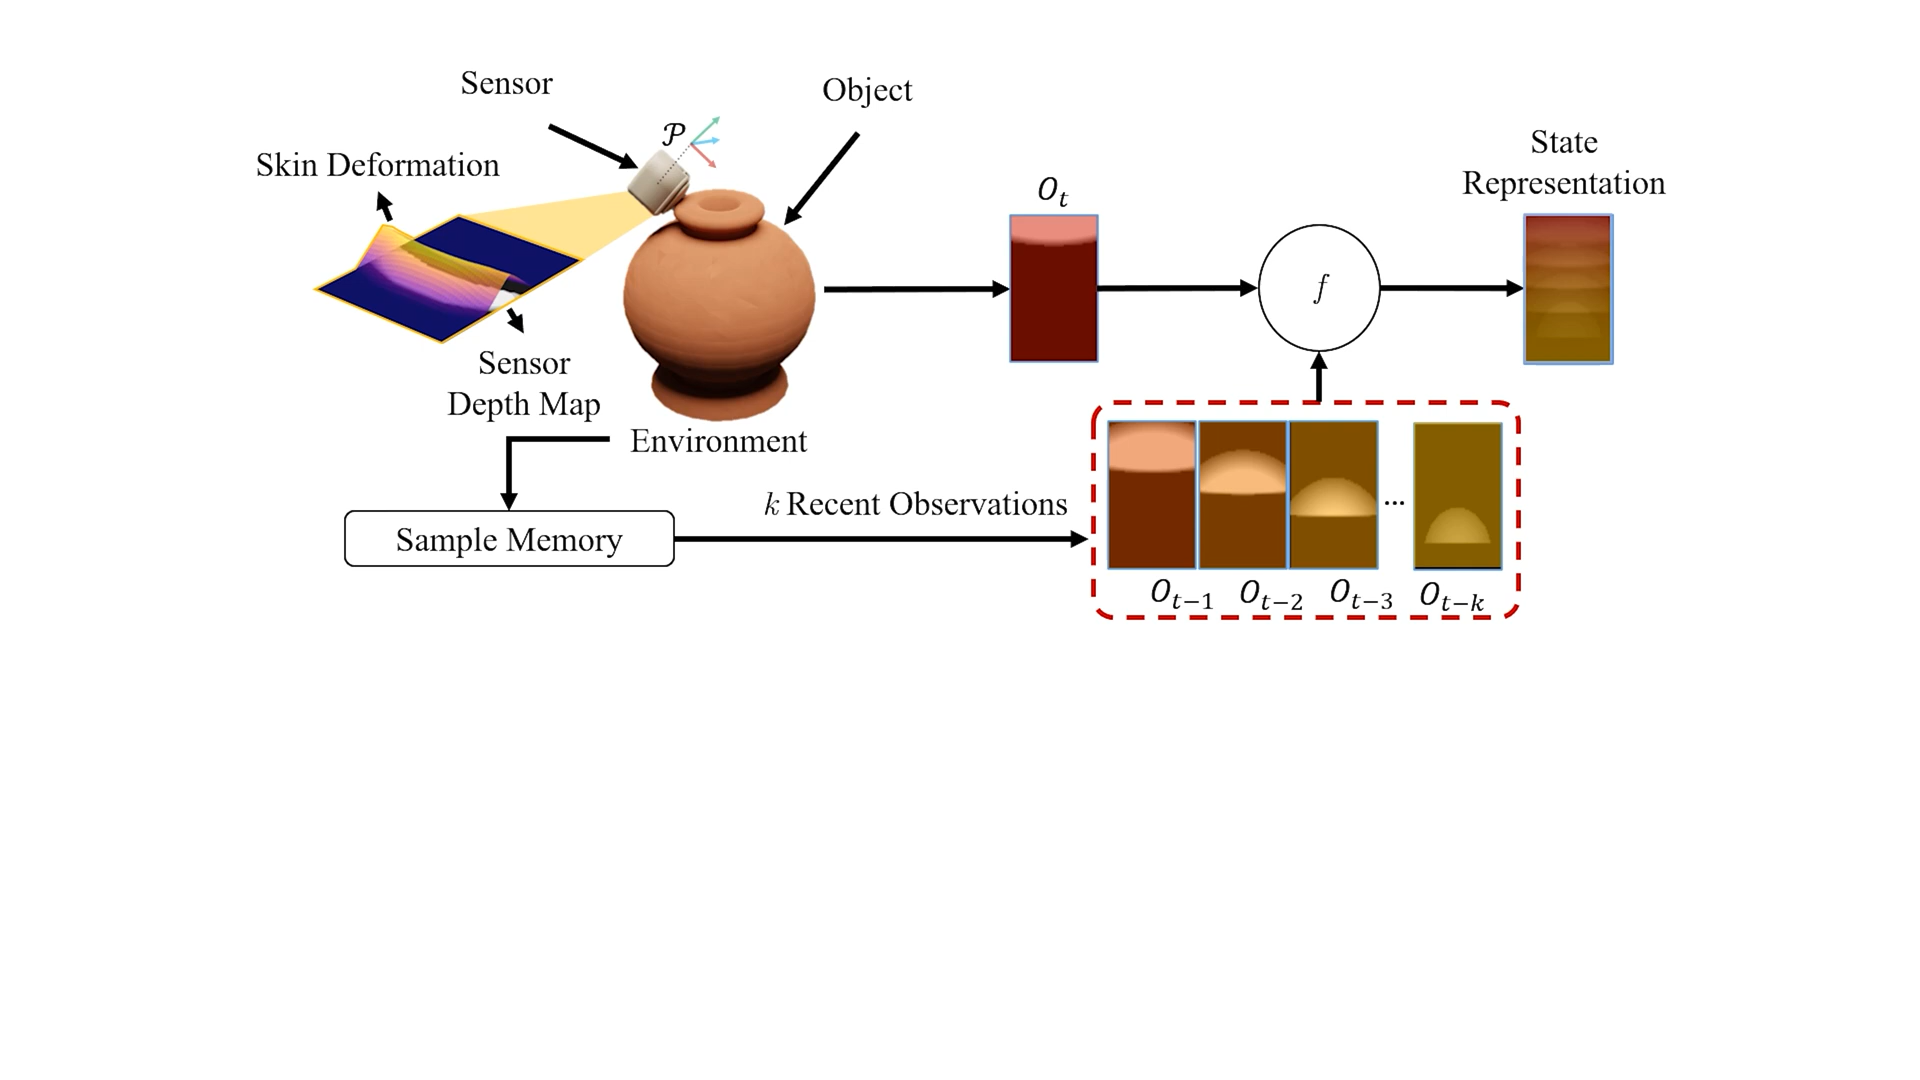 Sensor
Object
𝒫
Skin Deformation
State
Representation
O_t
f
Sensor
Depth Map
Environment
k Recent Observations
Sample Memory
...
O_{t−1} O_{t−2} O_{t−3} O_{t−k}